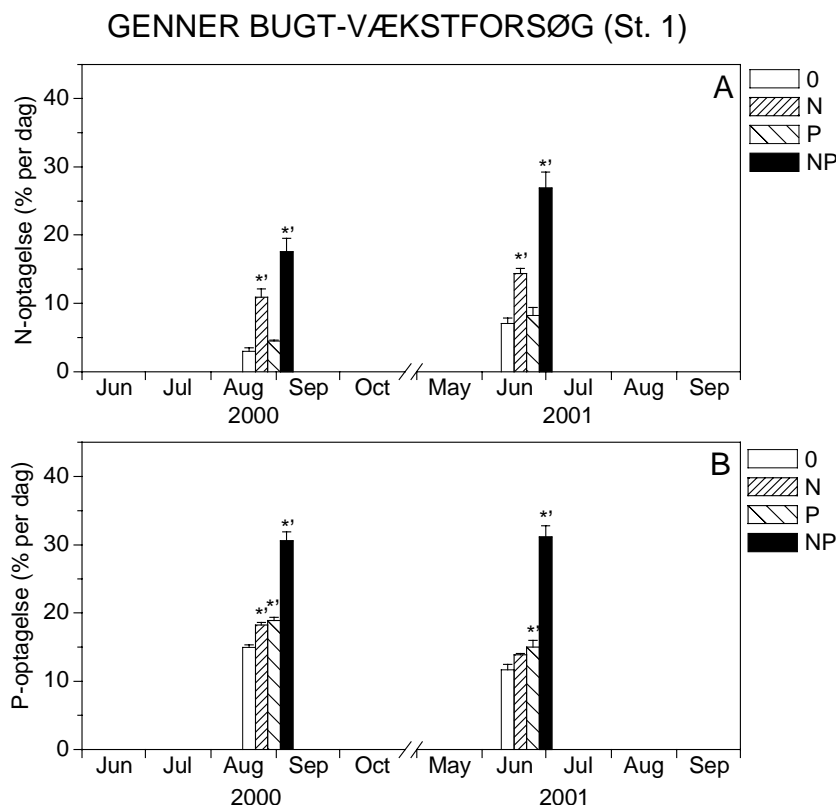 GENNER BUGT-VÆKSTFORSØG (St. 1)
A
0
N
P
NP
N-optagelse (% per dag)
40
30
20
10
0
*’ *’ *’ *’
Jun Jul Aug Sep Oct May Jun Jul Aug Sep
2000 2001
B
0
N
P
NP
P-optagelse (% per dag)
40
30
20
10
0
*’ *’ *’ *’ *’
Jun Jul Aug Sep Oct May Jun Jul Aug Sep
2000 2001